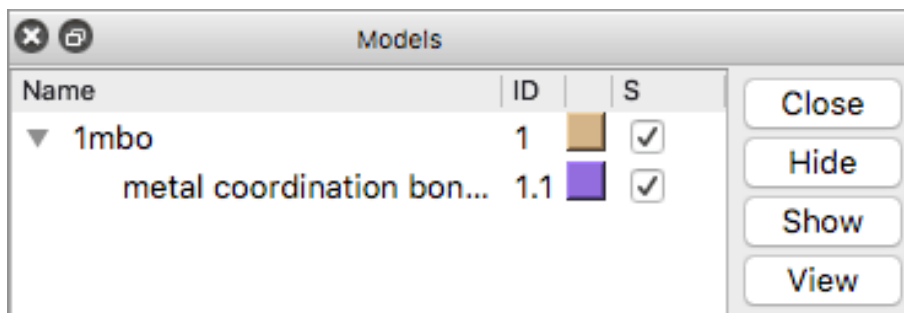 Models
Name ID S
1mbo 1
metal coordination bon... 1.1
Close
Hide
Show
View